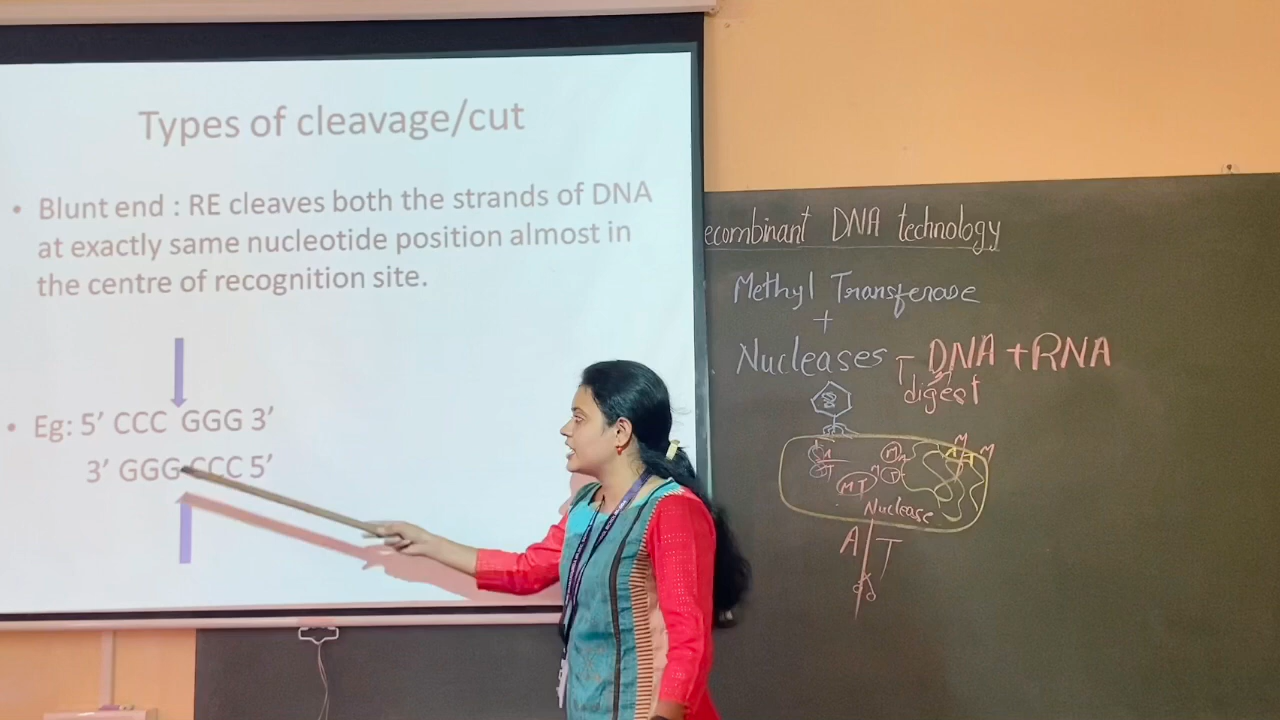 Types of cleavage/cut
• Blunt end : RE cleaves both the strands of DNA
at exactly same nucleotide position almost in
the centre of recognition site.
• Eg: 5’ CCC GGG 3’
3’ GGG CCC 5’
ecombinant DNA technology
Methyl Transferase
+
Nucleases - DNA + RNA
digest
M M
A T
M A
M T
MT
Nuclease
A T